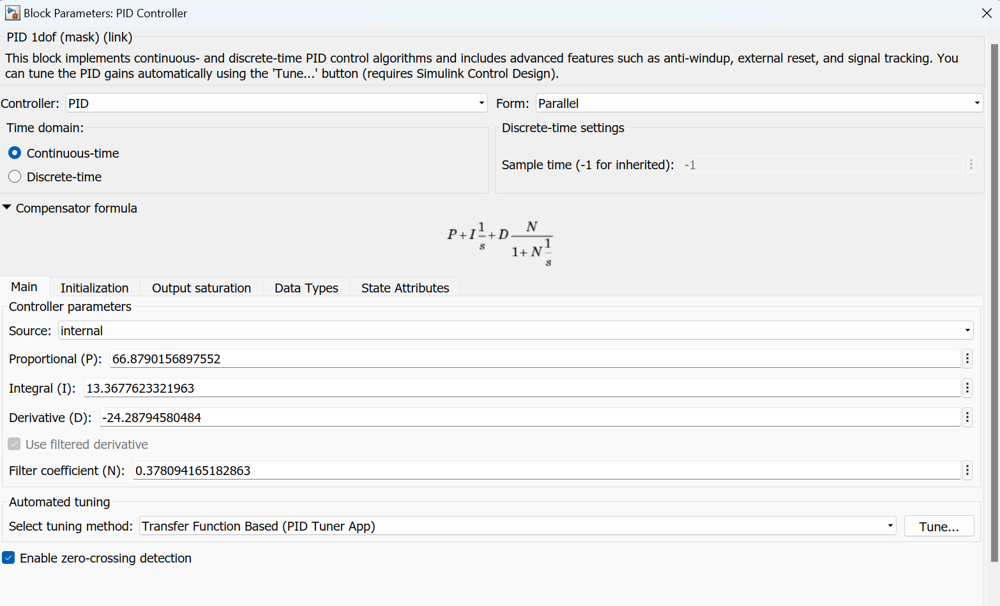 Block Parameters: PID Controller
PID 1dof (mask) (link)
This block implements continuous- and discrete-time PID control algorithms and includes advanced features such as anti-windup, external reset, and signal tracking. You
can tune the PID gains automatically using the 'Tune...' button (requires Simulink Control Design).
Controller: PID Form: Parallel
Time domain: Discrete-time settings
Continuous-time
Sample time (-1 for inherited): -1
Discrete-time
Compensator formula
P + I 1/s + D N/(1 + N 1/s)
Main Initialization Output saturation Data Types State Attributes
Controller parameters
Source: internal
Proportional (P): 66.8790156897552
Integral (I): 13.3677623321963
Derivative (D): -24.28794580484
Use filtered derivative
Filter coefficient (N): 0.378094165182863
Automated tuning
Select tuning method: Transfer Function Based (PID Tuner App) Tune...
Enable zero-crossing detection